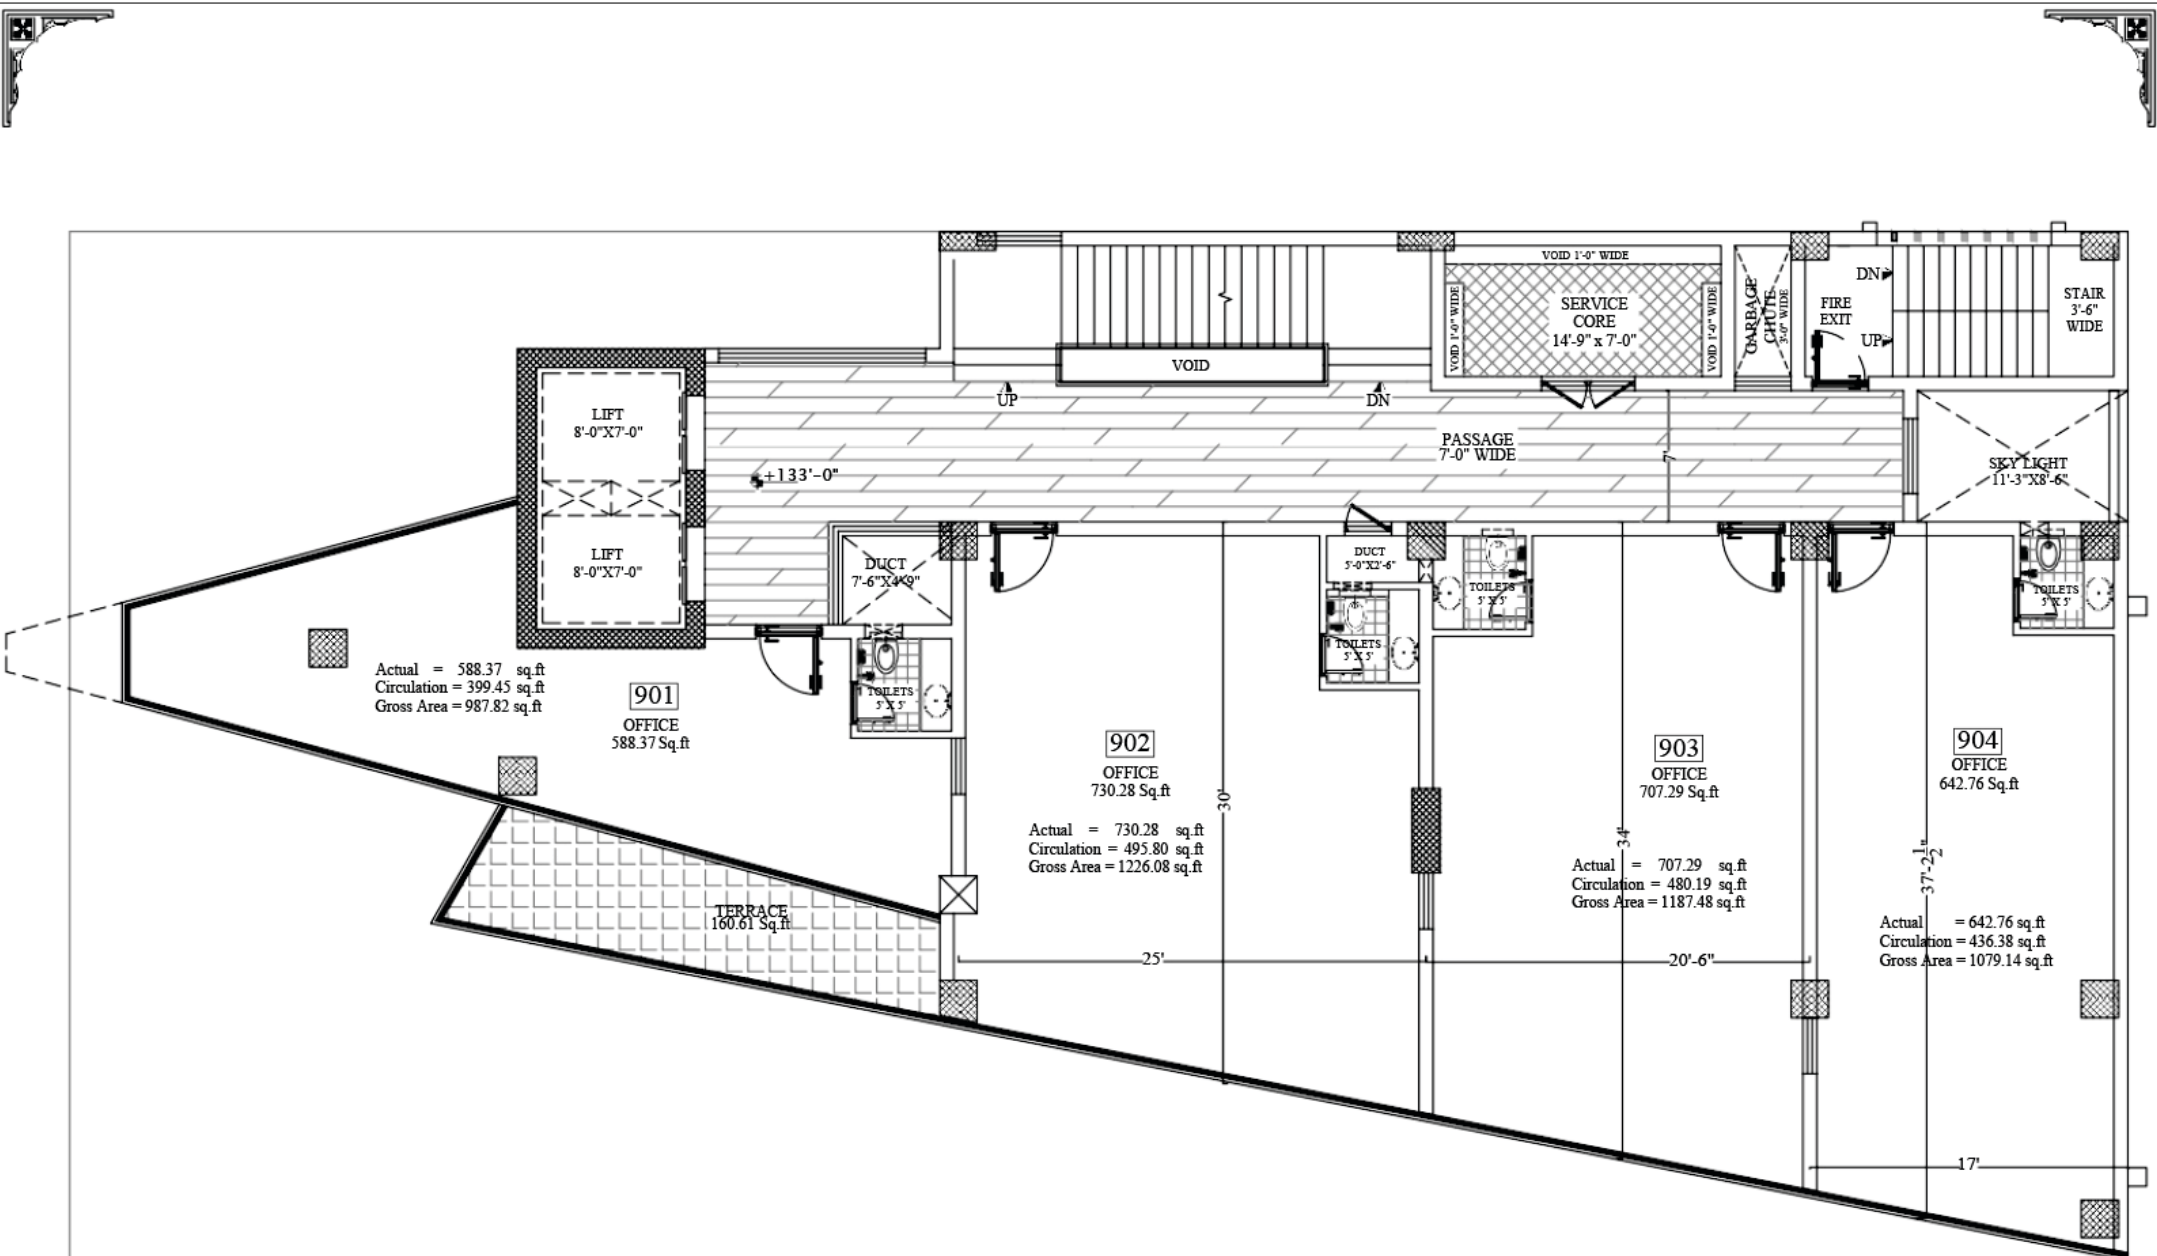 VOID 1'-0" WIDE
VOID 1'-0" WIDE
SERVICE
CORE
14'-9" x 7'-0"
VOID 1'-0" WIDE
GARBAGE
CHUTE
3'-0" WIDE
DN
FIRE
EXIT
UP
STAIR
3'-6"
WIDE
VOID
UP
DN
LIFT
8'-0"X7'-0"
PASSAGE
7'-0" WIDE
7'
SKY LIGHT
11'-3"X8'-6"
+133'-0"
LIFT
8'-0"X7'-0"
DUCT
7'-6"X4'-9"
DUCT
5'-0"X2'-6"
TOILETS
5' X 5'
TOILETS
5' X 5'
TOILETS
5' X 5'
TOILETS
5' X 5'
Actual = 588.37 sq.ft
Circulation = 399.45 sq.ft
Gross Area = 987.82 sq.ft
901
OFFICE
588.37 Sq.ft
902
OFFICE
730.28 Sq.ft
30'
Actual = 730.28 sq.ft
Circulation = 495.80 sq.ft
Gross Area = 1226.08 sq.ft
903
OFFICE
707.29 Sq.ft
34'
Actual = 707.29 sq.ft
Circulation = 480.19 sq.ft
Gross Area = 1187.48 sq.ft
904
OFFICE
642.76 Sq.ft
37'-2 1/2"
Actual = 642.76 sq.ft
Circulation = 436.38 sq.ft
Gross Area = 1079.14 sq.ft
TERRACE
160.61 Sq.ft
25'
20'-6"
17'